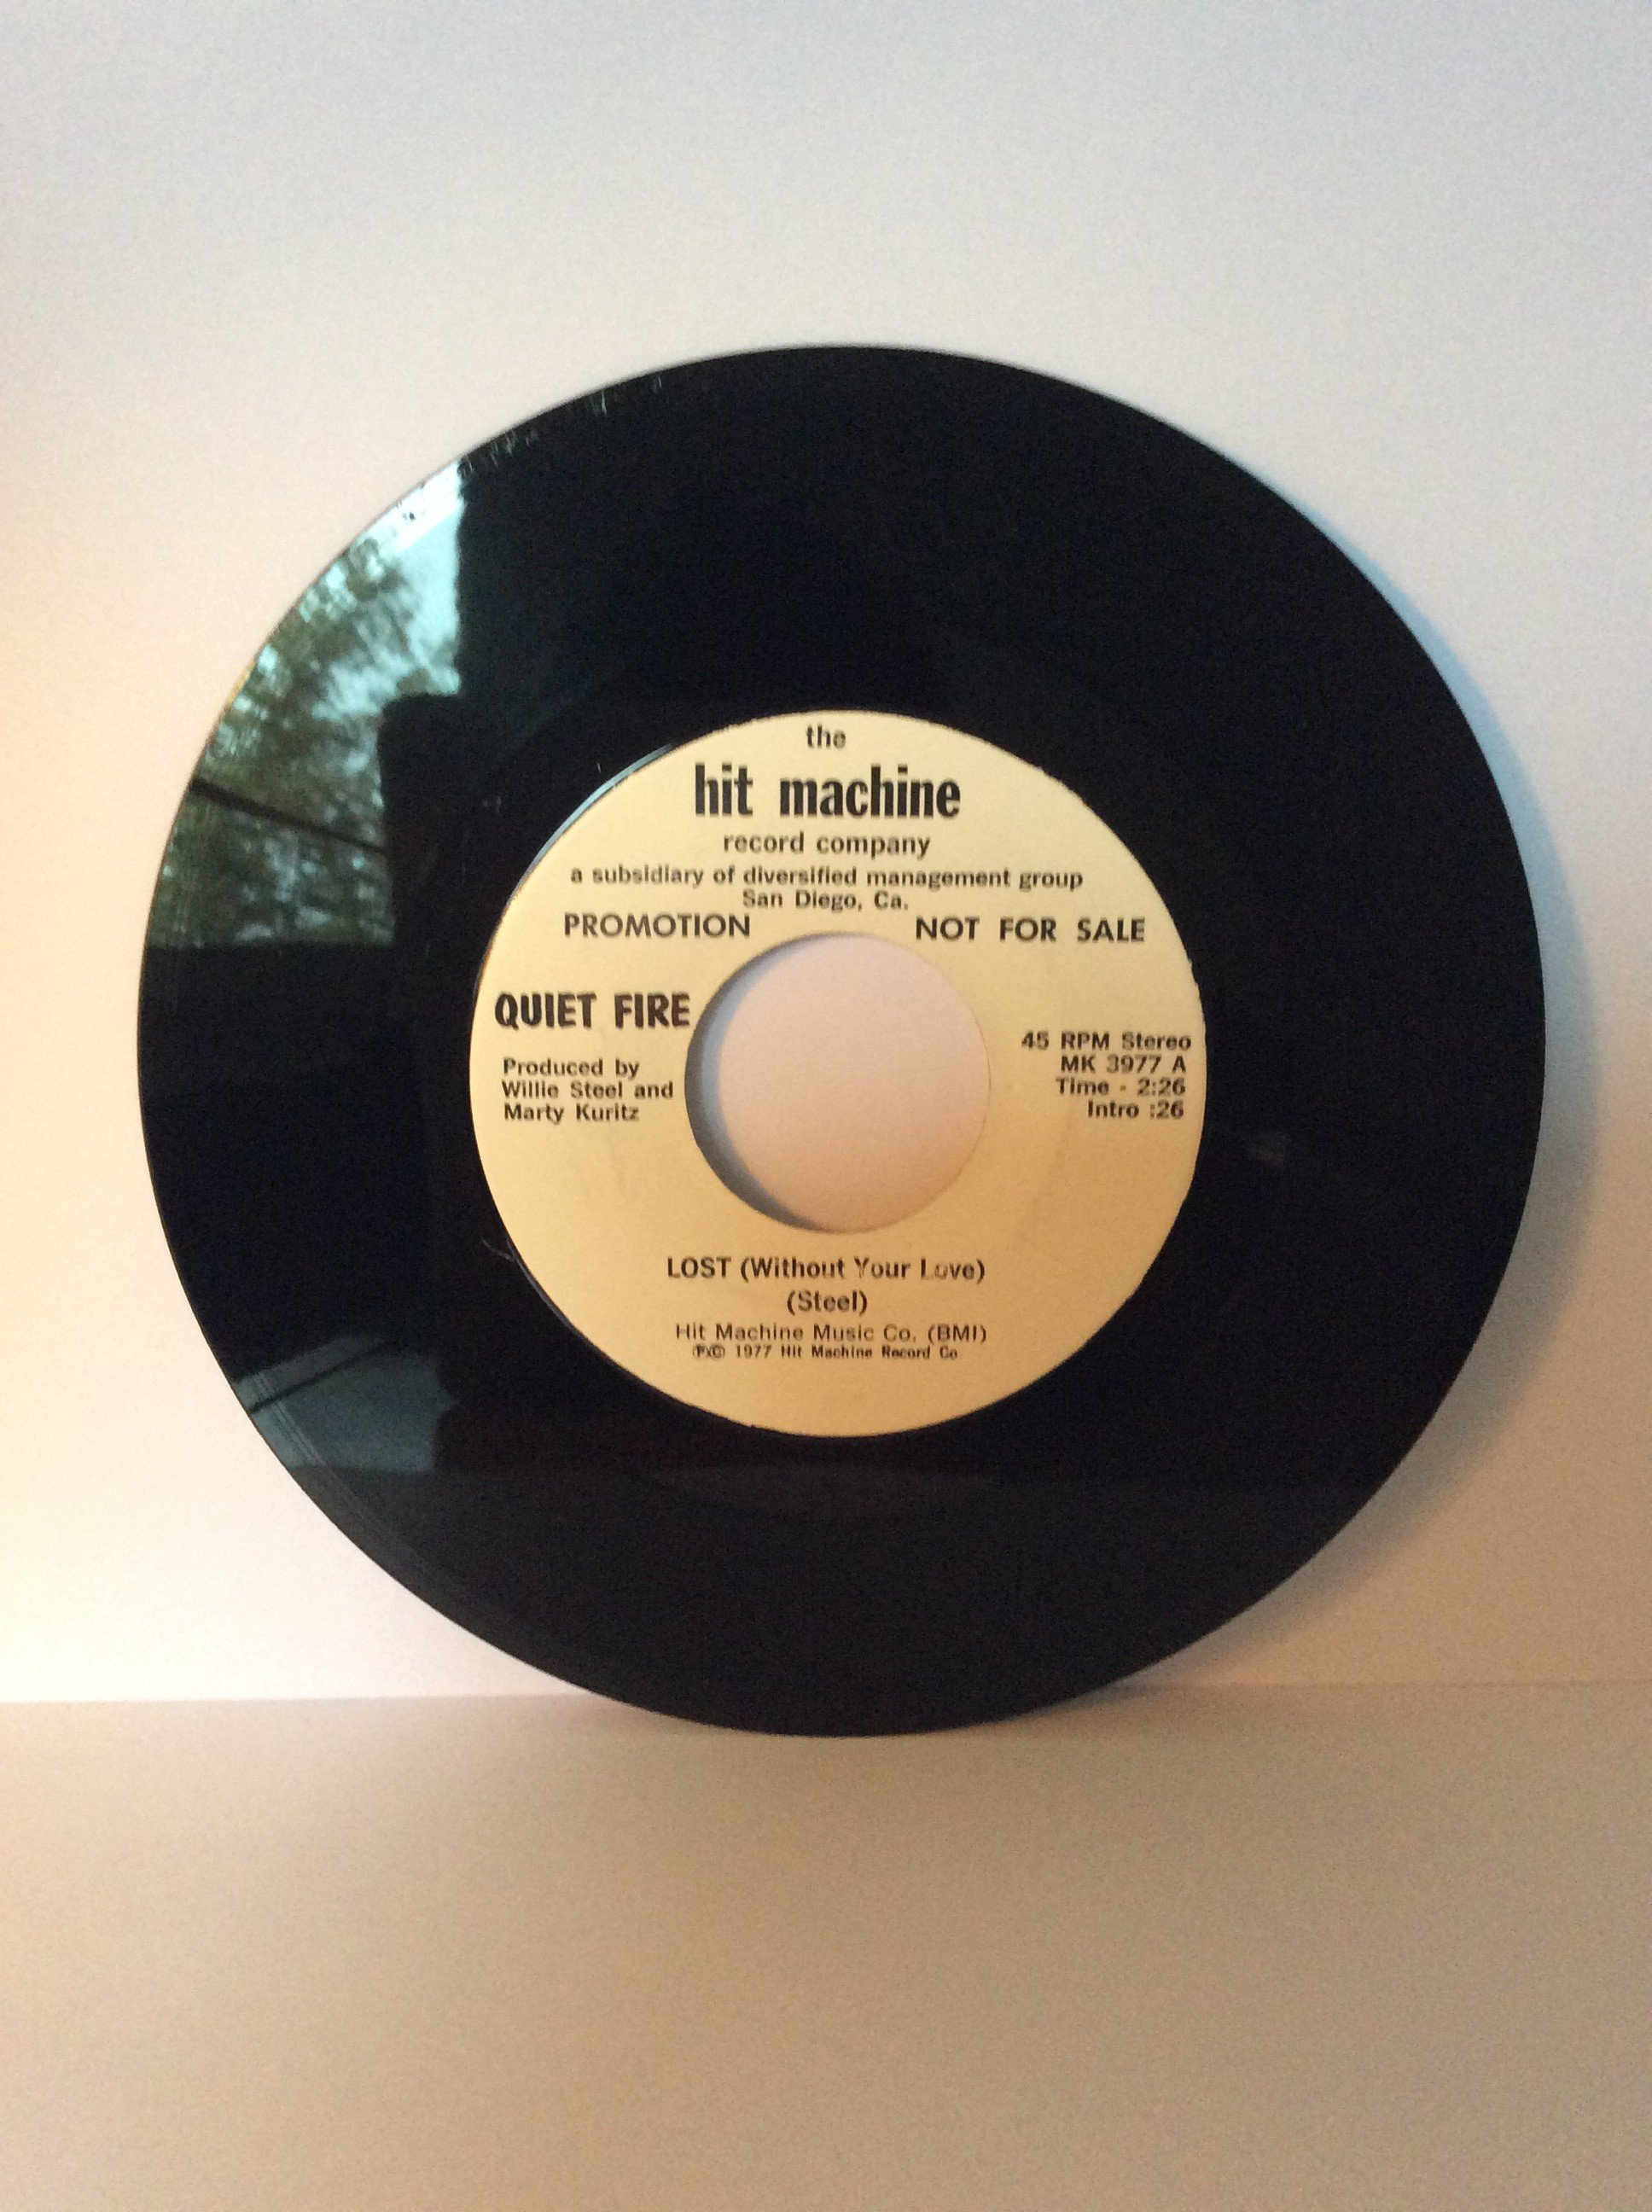 the
hit machine
record company
a subsidiary of diversified management group
San Diego, Ca.
PROMOTION NOT FOR SALE
QUIET FIRE
Produced by
Willie Steel and
Marty Kuritz
45 RPM Stereo
MK 3977 A
Time - 2:26
Intro :26
LOST (Without Your Love)
(Steel)
Hit Machine Music Co. (BMI)
Ⓟ© 1977 Hit Machine Record Co.